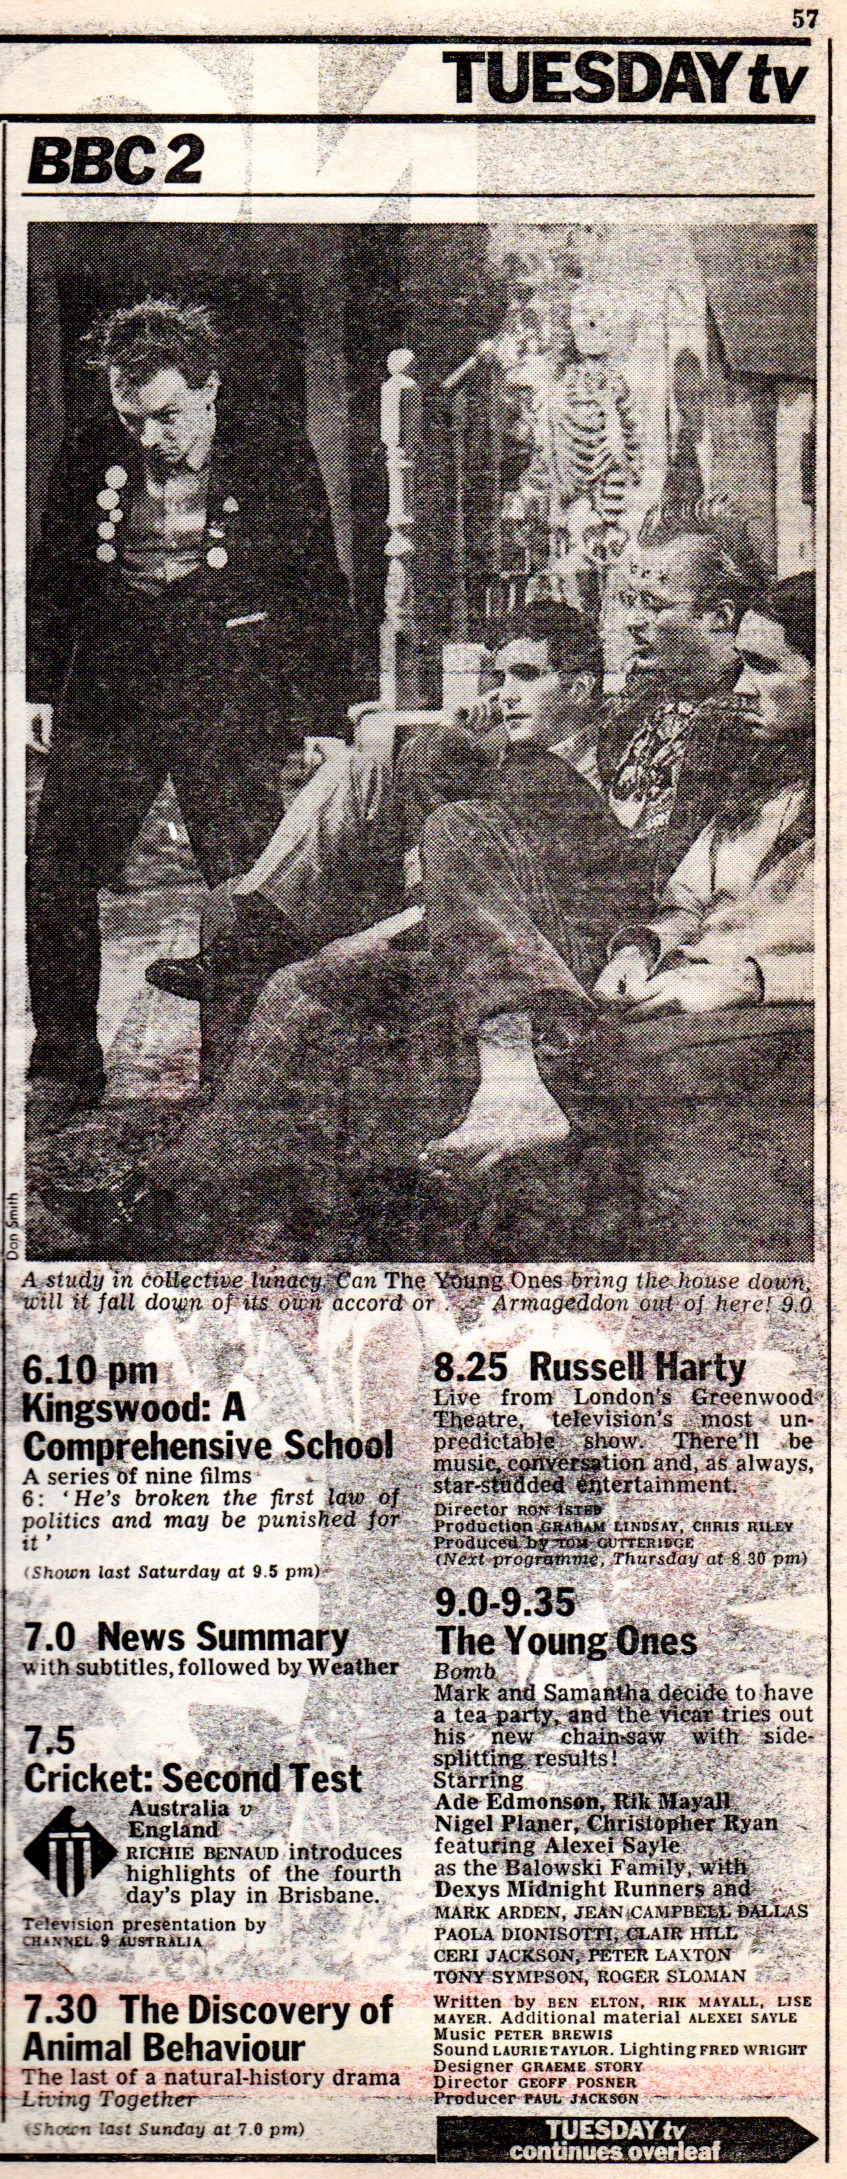 57
TUESDAY tv
BBC 2
Don Smith
A study in collective lunacy. Can The Young Ones bring the house down,
will it fall down of its own accord or . . . Armageddon out of here! 9.0
6.10 pm
Kingswood: A
Comprehensive School
A series of nine films
6: 'He's broken the first law of
politics and may be punished for
it'
(Shown last Saturday at 9.5 pm)
7.0 News Summary
with subtitles, followed by Weather
7.5
Cricket: Second Test
Australia v
England
RICHIE BENAUD introduces
highlights of the fourth
day's play in Brisbane.
Television presentation by
CHANNEL 9 AUSTRALIA
7.30 The Discovery of
Animal Behaviour
The last of a natural-history drama
Living Together
(Shown last Sunday at 7.0 pm)
8.25 Russell Harty
Live from London's Greenwood
Theatre, television's most un-
predictable show. There'll be
music, conversation and, as always,
star-studded entertainment.
Director RON ISTED
Production GRAHAM LINDSAY, CHRIS RILEY
Produced by TOM GUTTERIDGE
(Next programme, Thursday at 8.30 pm)
9.0-9.35
The Young Ones
Bomb
Mark and Samantha decide to have
a tea party, and the vicar tries out
his new chain-saw with side-
splitting results!
Starring
Ade Edmonson, Rik Mayall
Nigel Planer, Christopher Ryan
featuring Alexei Sayle
as the Balowski Family, with
Dexys Midnight Runners and
MARK ARDEN, JEAN CAMPBELL DALLAS
PAOLA DIONISOTTI, CLAIR HILL
CERI JACKSON, PETER LAXTON
TONY SYMPSON, ROGER SLOMAN
Written by BEN ELTON, RIK MAYALL, LISE
MAYER. Additional material ALEXEI SAYLE
Music PETER BREWIS
Sound LAURIE TAYLOR. Lighting FRED WRIGHT
Designer GRAEME STORY
Director GEOFF POSNER
Producer PAUL JACKSON
TUESDAY tv
continues overleaf